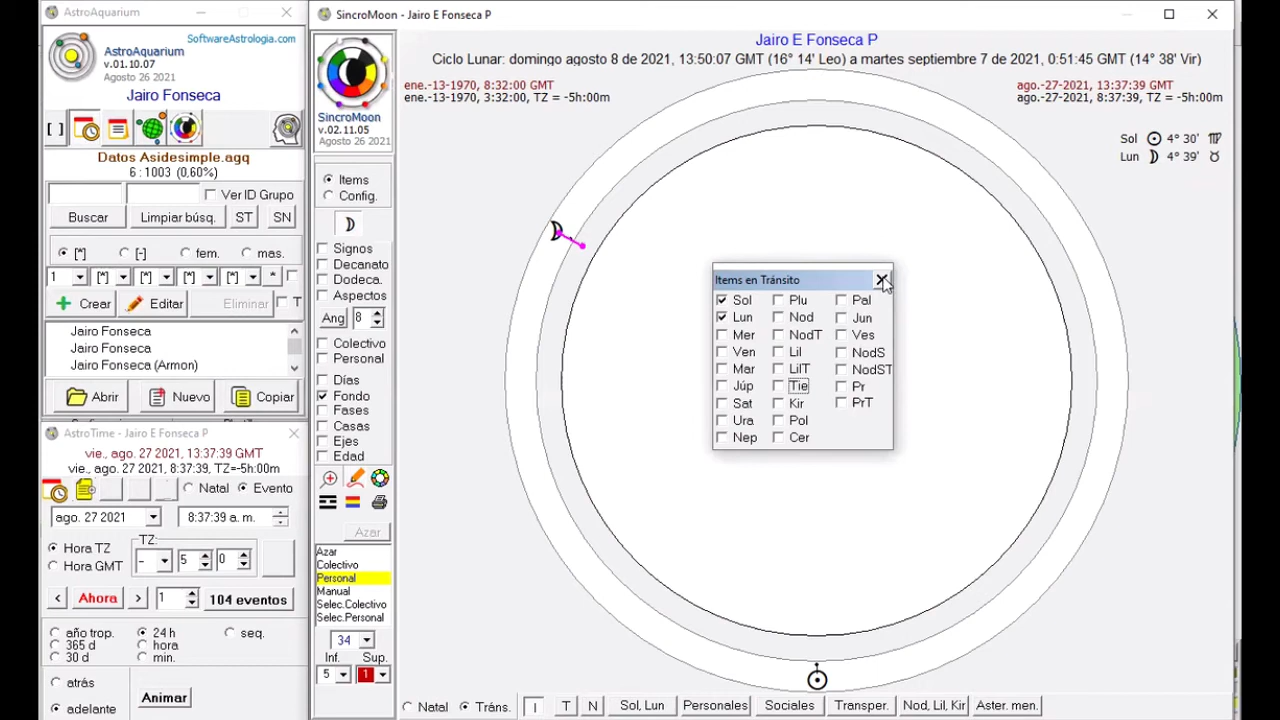 AstroAquarium
SoftwareAstrologia.com
AstroAquarium
v.01.10.07
Agosto 26 2021
Jairo Fonseca
[ ]
Datos Asidesimple.agq
6 : 1003 (0.60%)
Ver ID Grupo
Buscar
Limpiar búsq.
ST
SN
[*]
[-]
fem.
mas.
1
[*]
[*]
[*]
[*]
*
Crear
Editar
Eliminar
T
Jairo Fonseca
Jairo Fonseca
Jairo Fonseca (Armon)
Abrir
Nuevo
Copiar
AstroTime - Jairo E Fonseca P
vie., ago. 27 2021, 13:37:39 GMT
vie., ago. 27 2021, 8:37:39, TZ=-5h:00m
Natal
Evento
ago. 27 2021
8:37:39 a. m.
Hora TZ
Hora GMT
TZ:
-
5
0
<
Ahora
>
1
104 eventos
año trop.
365 d
30 d
24 h
hora
min.
seq.
atrás
adelante
Animar
SincroMoon - Jairo E Fonseca P
SincroMoon
v.02.11.05
Agosto 26 2021
Items
Config.
Signos
Decanato
Dodeca.
Aspectos
Ang
8
Colectivo
Personal
Días
Fondo
Fases
Casas
Ejes
Edad
Azar
Azar
Colectivo
Personal
Manual
Selec.Colectivo
Selec.Personal
34
Inf.
Sup.
5
1
Jairo E Fonseca P
Ciclo Lunar: domingo agosto 8 de 2021, 13:50:07 GMT (16° 14' Leo) a martes septiembre 7 de 2021, 0:51:45 GMT (14° 38' Vir)
ene.-13-1970, 8:32:00 GMT
ene.-13-1970, 3:32:00, TZ = -5h:00m
ago.-27-2021, 13:37:39 GMT
ago.-27-2021, 8:37:39, TZ = -5h:00m
Sol ☉ 4° 30' ♍
Lun ☽ 4° 39' ♉
Items en Tránsito
Sol Plu Pal
Lun Nod Jun
Mer NodT Ves
Ven Lil NodS
Mar LilT NodST
Júp Tie Pr
Sat Kir PrT
Ura Pol
Nep Cer
Natal
Tráns.
I
T
N
Sol, Lun
Personales
Sociales
Transper.
Nod, Lil, Kir
Aster. men.